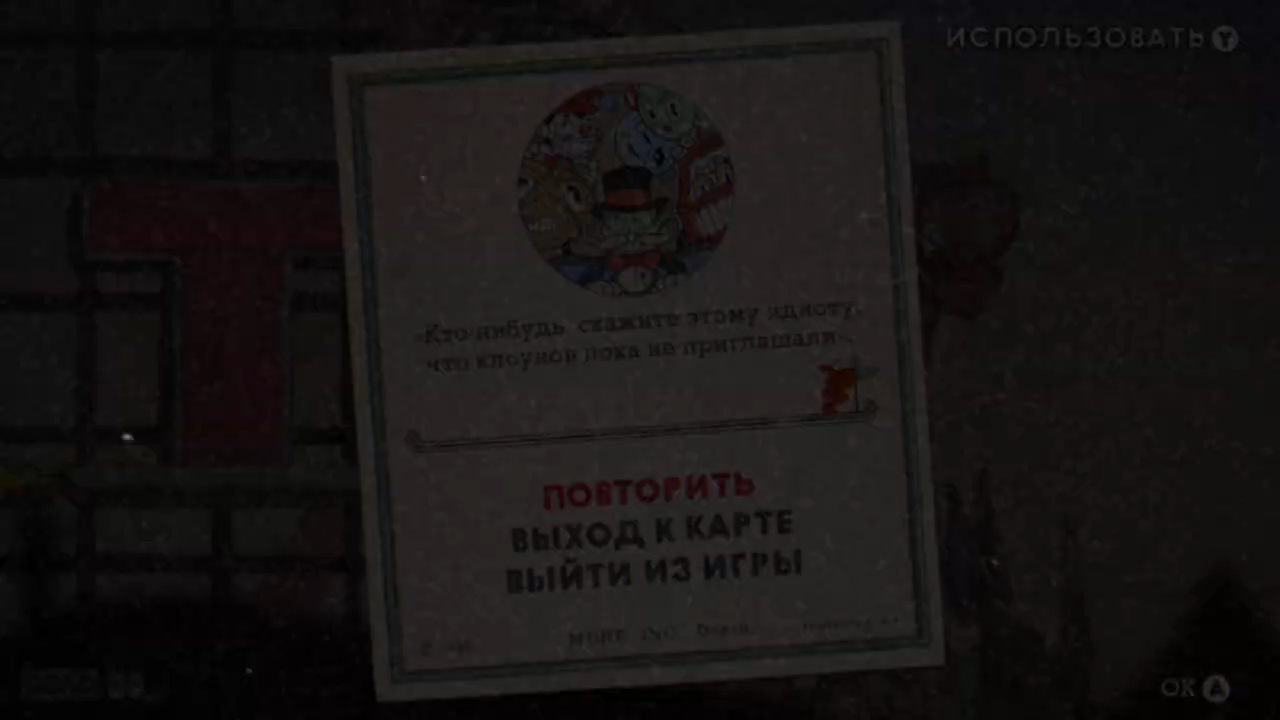 ИСПОЛЬЗОВАТЬ Y
Кто-нибудь скажите этому идиоту,
что клоунов пока не приглашали...
ПОВТОРИТЬ
ВЫХОД К КАРТЕ
ВЫЙТИ ИЗ ИГРЫ
OK A